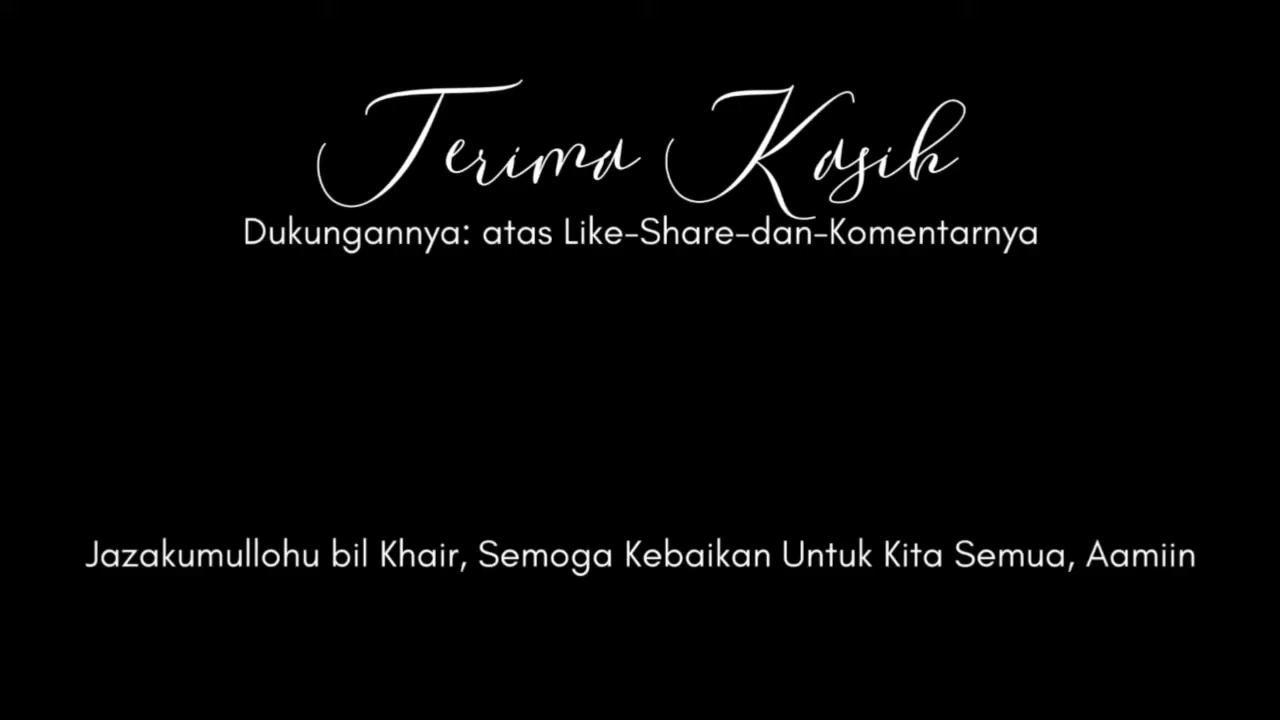 Terima Kasih
Dukungannya: atas Like-Share-dan-Komentarnya
Jazakumullohu bil Khair, Semoga Kebaikan Untuk Kita Semua, Aamiin